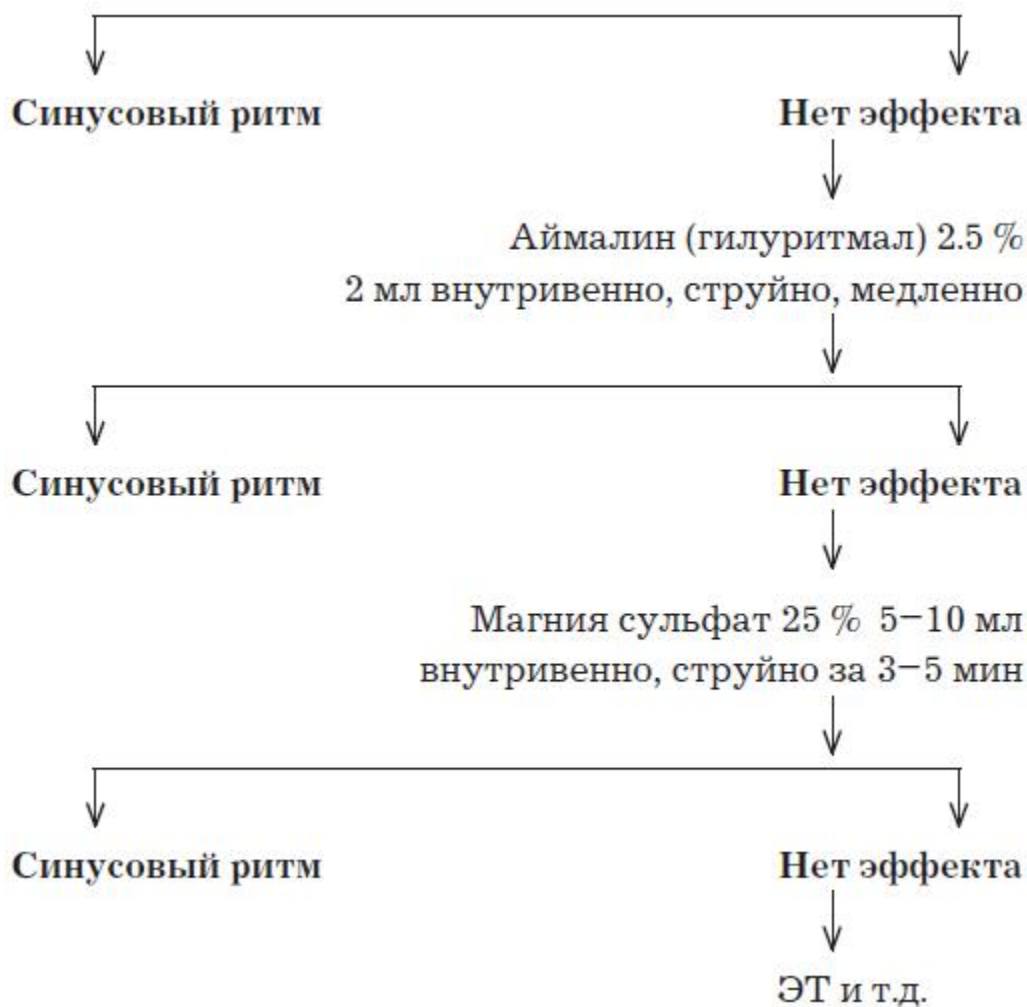 Синусовый ритм
Нет эффекта
Аймалин (гилуритмал) 2.5 %
2 мл внутривенно, струйно, медленно
Синусовый ритм
Нет эффекта
Магния сульфат 25 % 5–10 мл
внутривенно, струйно за 3–5 мин
Синусовый ритм
Нет эффекта
ЭТ и т.д.